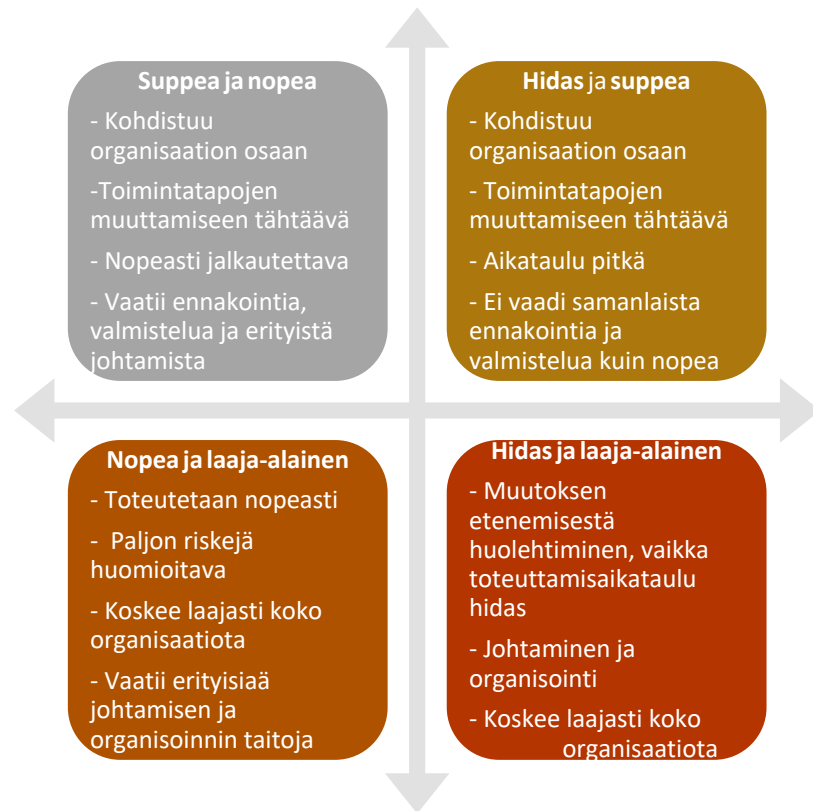 Suppea ja nopea
- Kohdistuu
organisaation osaan
-Toimintatapojen
muuttamiseen tähtäävä
- Nopeasti jalkautettava
- Vaatii ennakointia,
valmistelua ja erityistä
johtamista
Hidas ja suppea
- Kohdistuu
organisaation osaan
- Toimintatapojen
muuttamiseen tähtäävä
- Aikataulu pitkä
- Ei vaadi samanlaista
ennakointia ja
valmistelua kuin nopea
Nopea ja laaja-alainen
- Toteutetaan nopeasti
- Paljon riskejä
huomioitava
- Koskee laajasti koko
organisaatiota
- Vaatii erityisiaä
johtamisen ja
organisoinnin taitoja
Hidas ja laaja-alainen
- Muutoksen
etenemisestä
huolehtiminen, vaikka
toteuttamisaikataulu
hidas
- Johtaminen ja
organisointi
- Koskee laajasti koko
organisaatiota